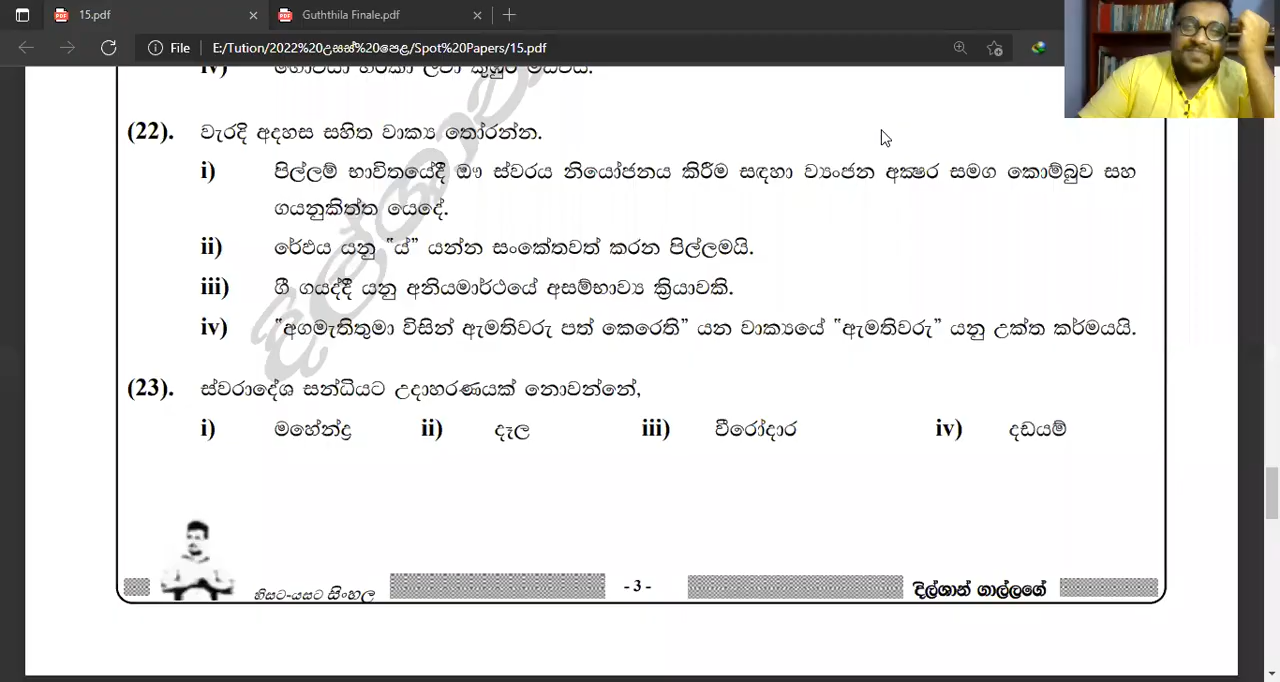 15.pdf
Guththila Finale.pdf
File E:/Tution/2022%20උසස්%20පෙළ/Spot%20Papers/15.pdf
(22). වැරදි අදහස සහිත වාක්‍ය තෝරන්න.
i) පිල්ලම් භාවිතයේදී ඖ ස්වරය නියෝජනය කිරීම සඳහා ව්‍යංජන අක්‍ෂර සමග කොම්බුව සහ
ගයනුකිත්ත යෙදේ.
ii) රේඵය යනු “ය්” යන්න සංකේතවත් කරන පිල්ලමයි.
iii) ගී ගයද්දී යනු අනියමාර්ථයේ අසම්භාව්‍ය ක්‍රියාවකි.
iv) “අගමැතිතුමා විසින් ඇමතිවරු පත් කෙරෙති” යන වාක්‍යයේ “ඇමතිවරු” යනු උක්ත කර්මයයි.
(23). ස්වරාදේශ සන්ධියට උදාහරණයක් නොවන්නේ,
i) මහේන්ද්‍ර ii) දෑල iii) වීරෝදාර iv) දඩයම්
හිසට-යසට සිංහල - 3 - දිල්ශාන් ගාල්ලගේ